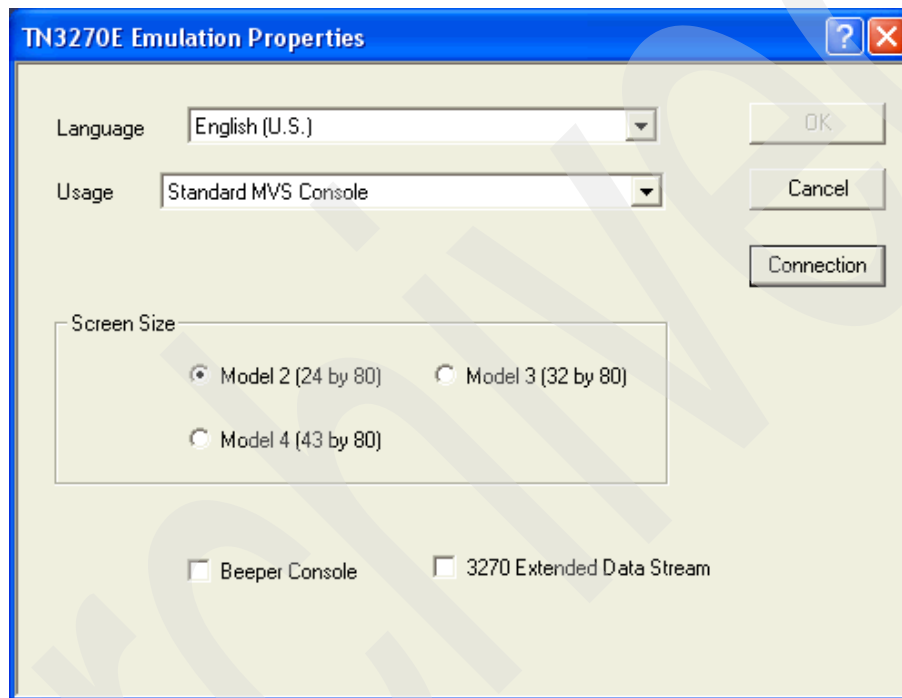 TN3270E Emulation Properties
Language English (U.S.) OK
Usage Standard MVS Console Cancel
Connection
Screen Size
Model 2 (24 by 80) Model 3 (32 by 80)
Model 4 (43 by 80)
Beeper Console 3270 Extended Data Stream